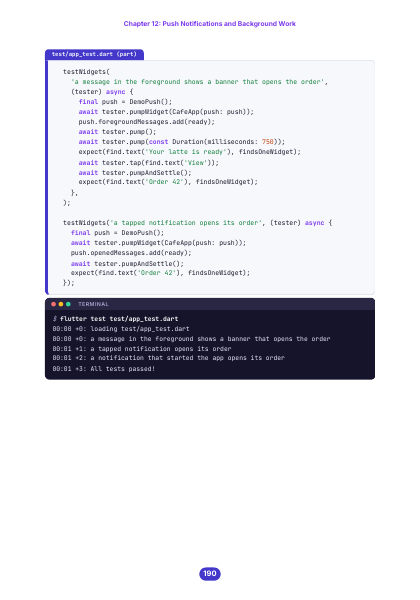 Chapter 12: Push Notifications and Background Work
test/app_test.dart (part)
testWidgets(
'a message in the foreground shows a banner that opens the order',
(tester) async {
final push = DemoPush();
await tester.pumpWidget(CafeApp(push: push));
push.foregroundMessages.add(ready);
await tester.pump();
await tester.pump(const Duration(milliseconds: 750));
expect(find.text('Your latte is ready'), findsOneWidget);
await tester.tap(find.text('View'));
await tester.pumpAndSettle();
expect(find.text('Order 42'), findsOneWidget);
},
);
testWidgets('a tapped notification opens its order', (tester) async {
final push = DemoPush();
await tester.pumpWidget(CafeApp(push: push));
push.openedMessages.add(ready);
await tester.pumpAndSettle();
expect(find.text('Order 42'), findsOneWidget);
});
TERMINAL
$ flutter test test/app_test.dart
00:00 +0: loading test/app_test.dart
00:00 +0: a message in the foreground shows a banner that opens the order
00:01 +1: a tapped notification opens its order
00:01 +2: a notification that started the app opens its order
00:01 +3: All tests passed!
190